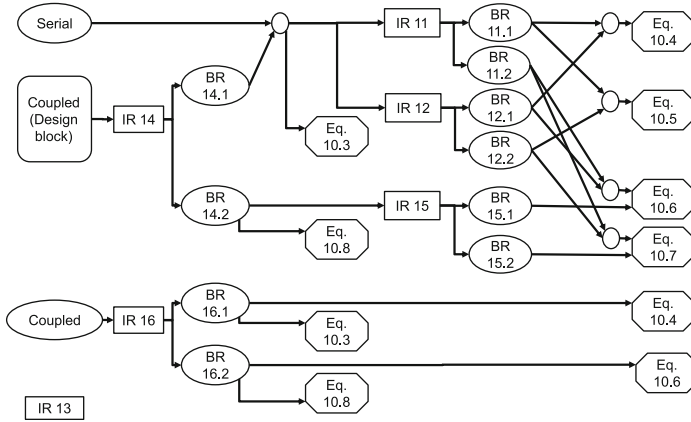 Serial
IR 11
BR
11.1
Eq.
10.4
BR
11.2
Coupled
(Design
block)
IR 14
BR
14.1
Eq.
10.3
IR 12
BR
12.1
Eq.
10.5
BR
12.2
BR
14.2
Eq.
10.8
IR 15
BR
15.1
Eq.
10.6
BR
15.2
Eq.
10.7
Coupled
IR 16
BR
16.1
Eq.
10.3
Eq.
10.4
BR
16.2
Eq.
10.8
Eq.
10.6
IR 13